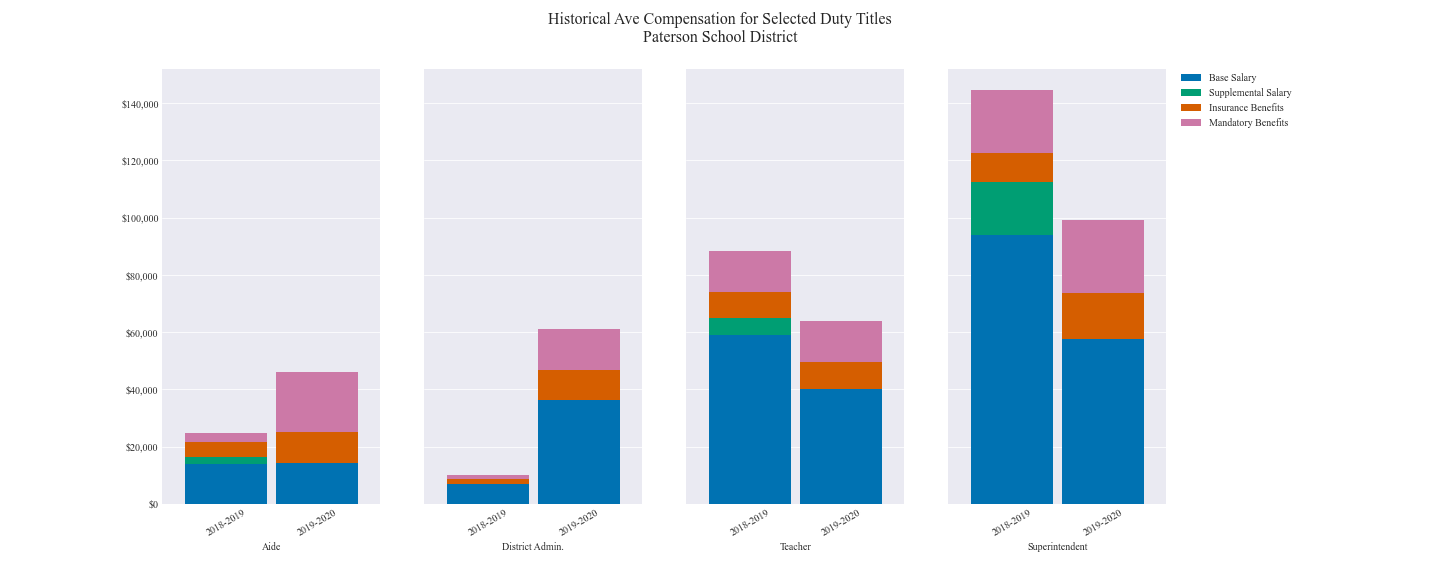 Historical Ave Compensation for Selected Duty Titles
Paterson School District
Base Salary
Supplemental Salary
Insurance Benefits
Mandatory Benefits
$140,000
$120,000
$100,000
$80,000
$60,000
$40,000
$20,000
$0
2018-2019 2019-2020 2018-2019 2019-2020 2018-2019 2019-2020 2018-2019 2019-2020
Aide District Admin. Teacher Superintendent